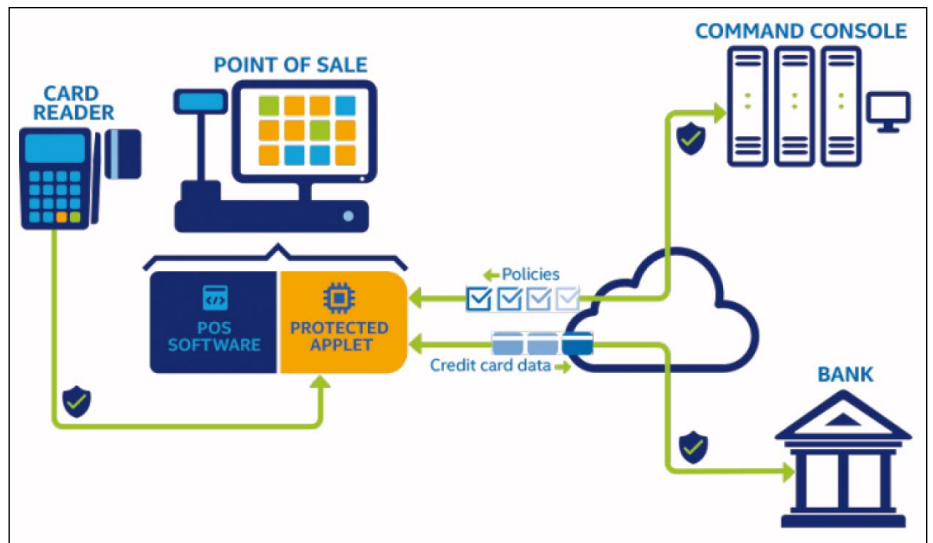 COMMAND CONSOLE
POINT OF SALE
CARD
READER
Policies
</>
POS
SOFTWARE
PROTECTED
APPLET
Credit card data
BANK